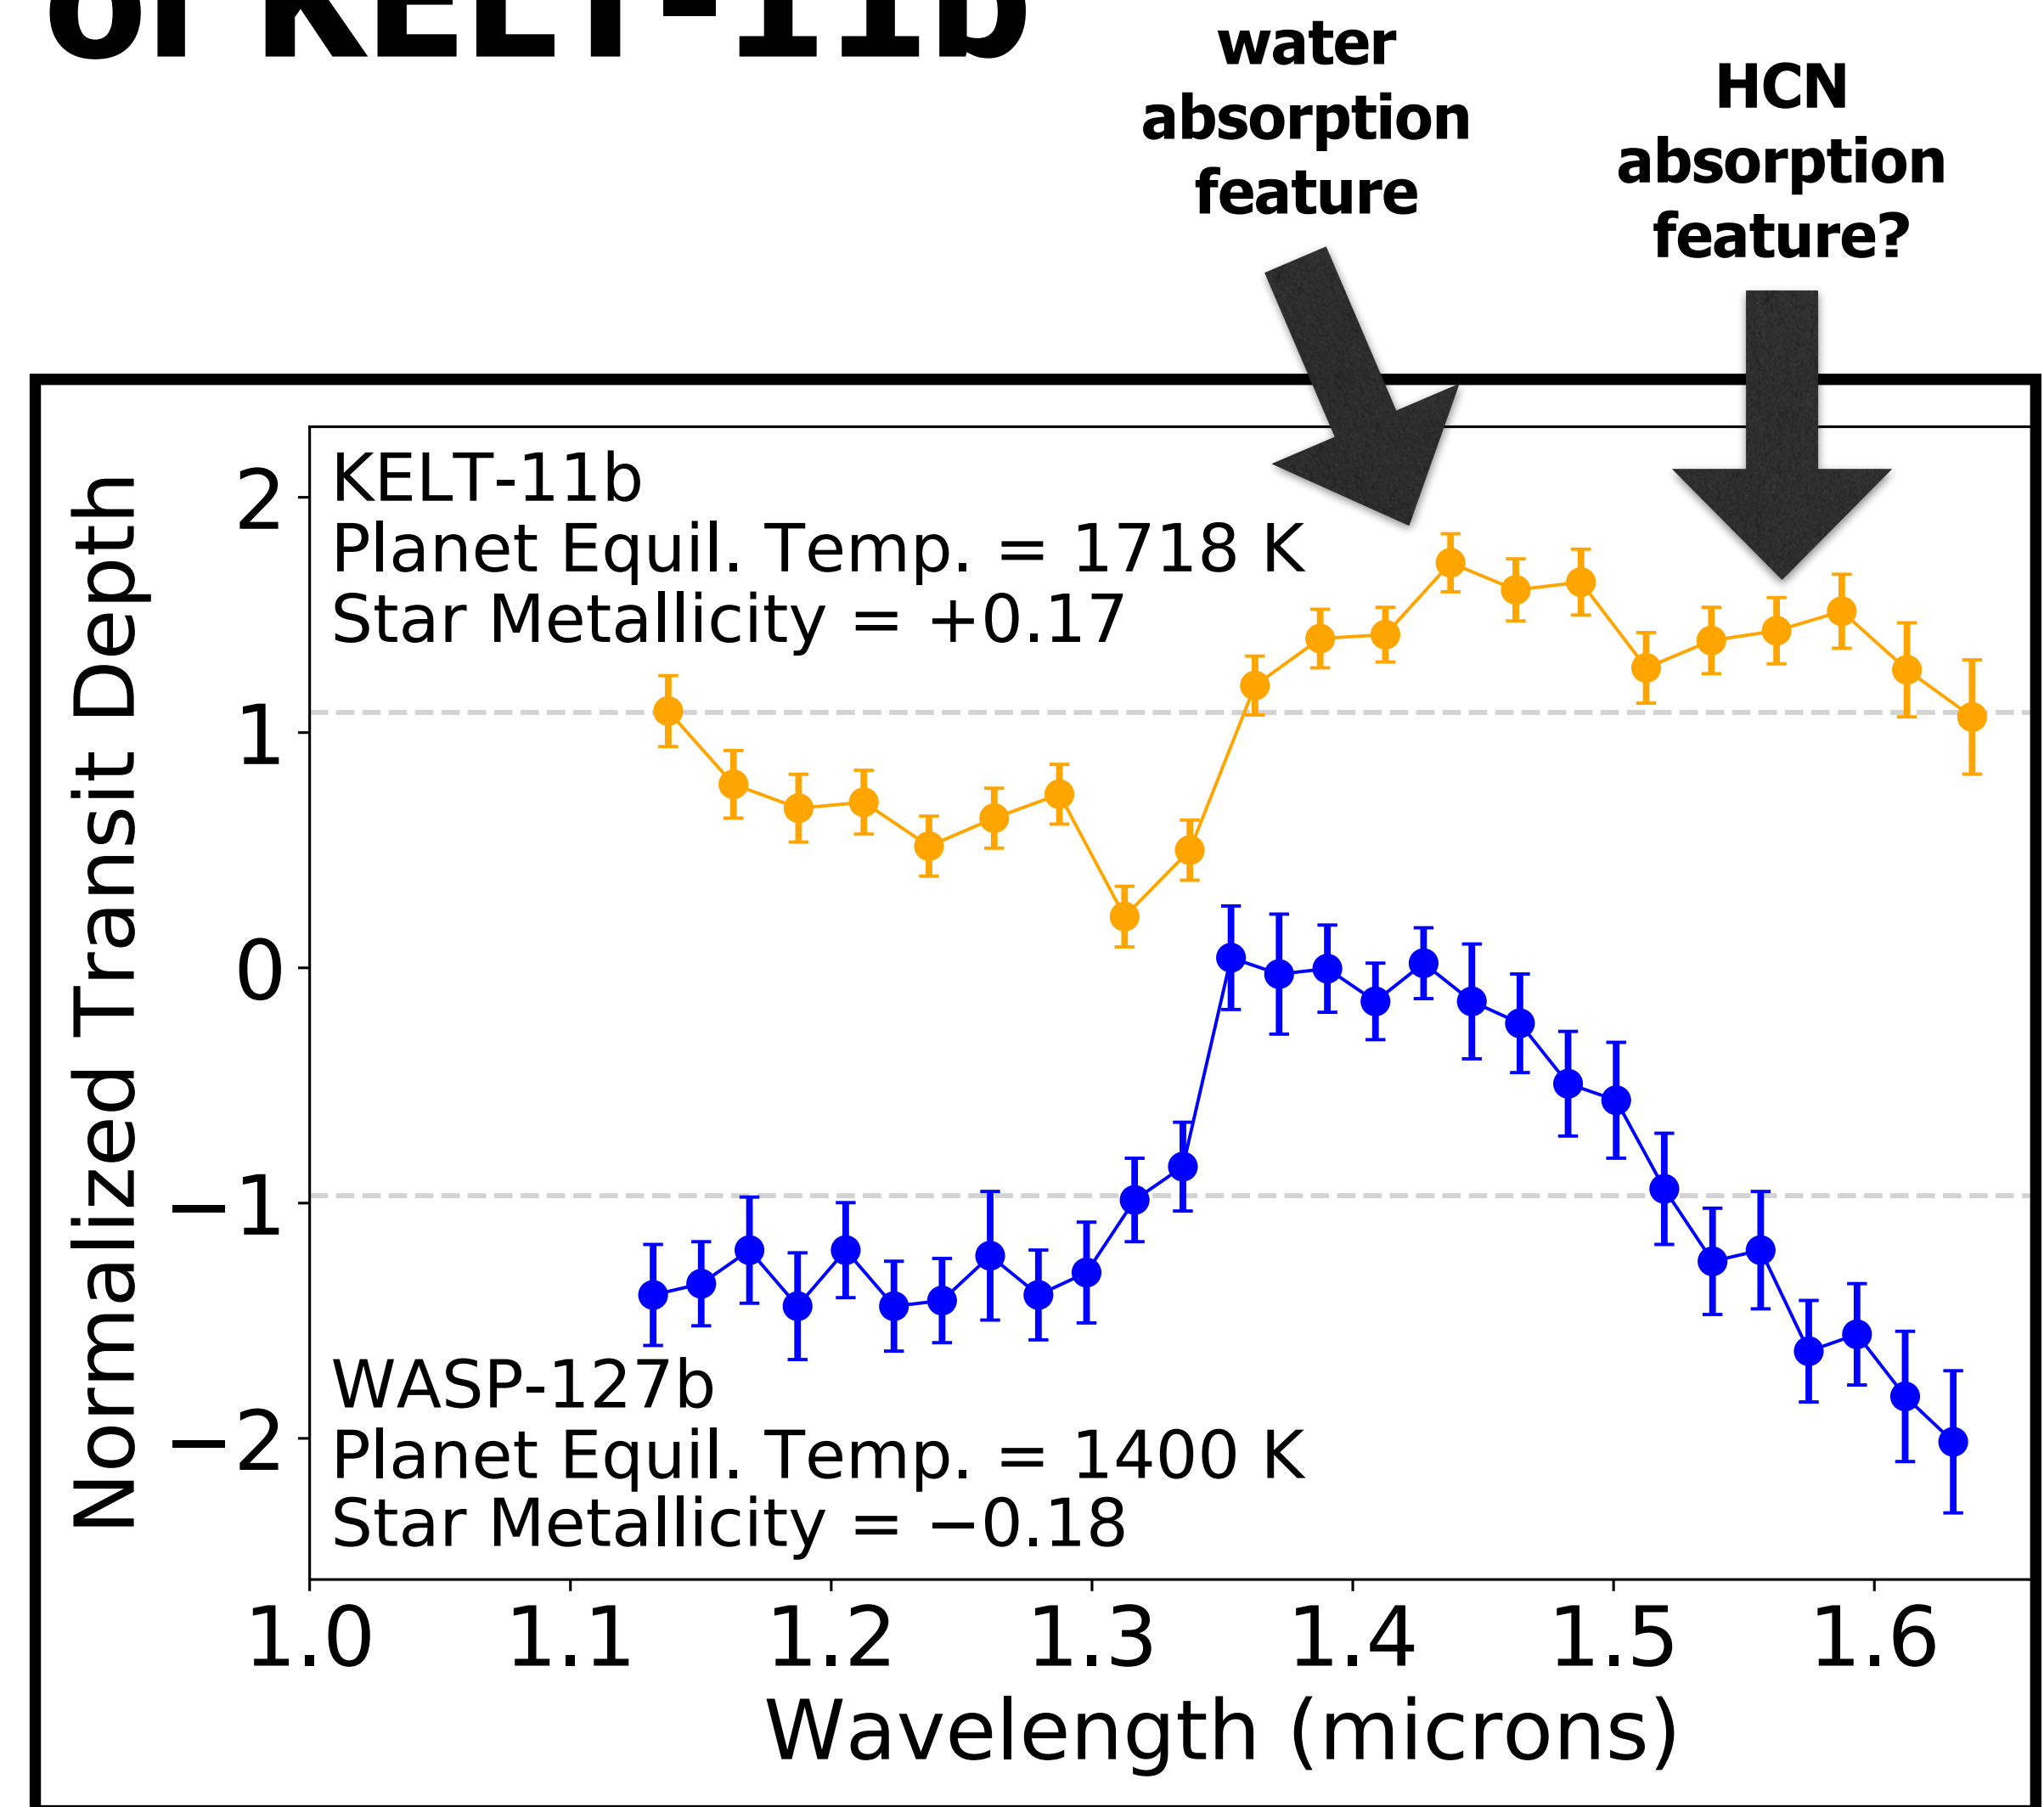 of KELT-11b
water
absorption
feature
HCN
absorption
feature?
KELT-11b
Planet Equil. Temp. = 1718 K
Star Metallicity = +0.17
Normalized Transit Depth
2
1
0
−1
−2
WASP-127b
Planet Equil. Temp. = 1400 K
Star Metallicity = −0.18
1.0 1.1 1.2 1.3 1.4 1.5 1.6
Wavelength (microns)